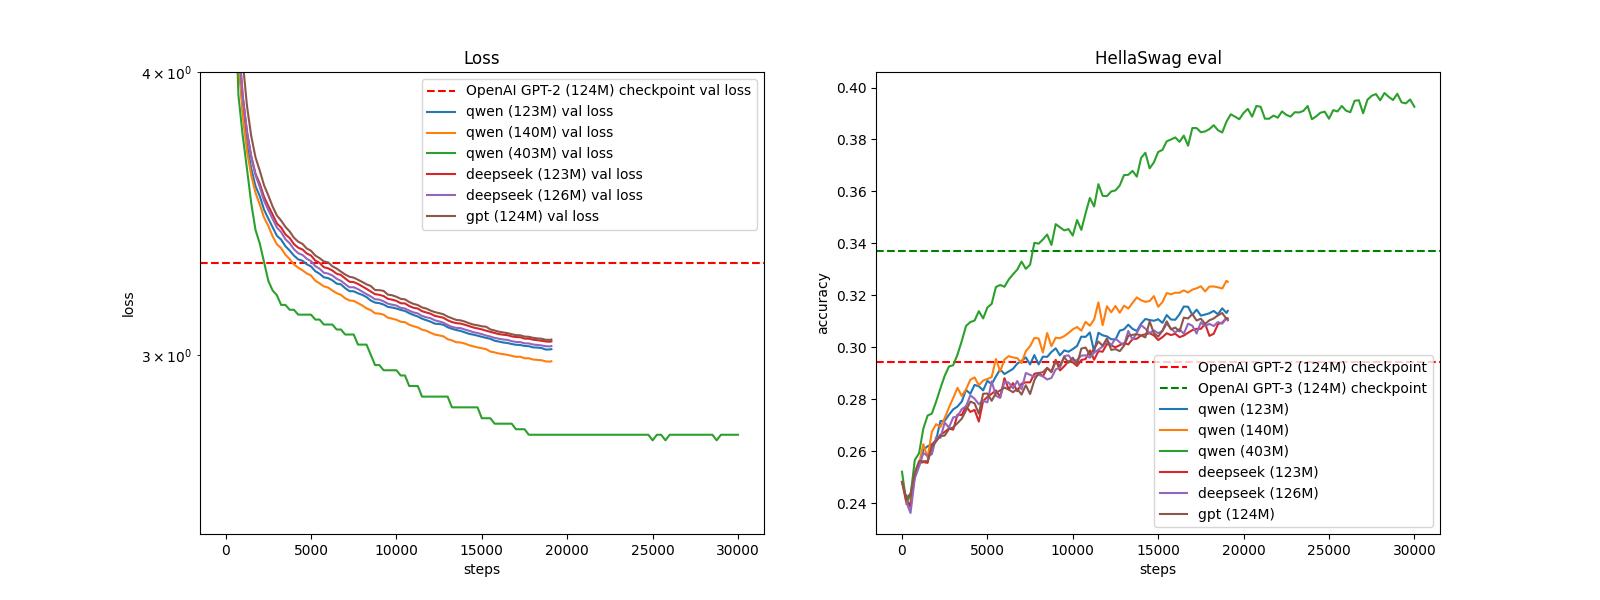 Loss
4 × 10⁰
3 × 10⁰
loss
0
5000
10000
15000
20000
25000
30000
steps
OpenAI GPT-2 (124M) checkpoint val loss
qwen (123M) val loss
qwen (140M) val loss
qwen (403M) val loss
deepseek (123M) val loss
deepseek (126M) val loss
gpt (124M) val loss
HellaSwag eval
0.40
0.38
0.36
0.34
0.32
0.30
0.28
0.26
0.24
accuracy
0
5000
10000
15000
20000
25000
30000
steps
OpenAI GPT-2 (124M) checkpoint
OpenAI GPT-3 (124M) checkpoint
qwen (123M)
qwen (140M)
qwen (403M)
deepseek (123M)
deepseek (126M)
gpt (124M)